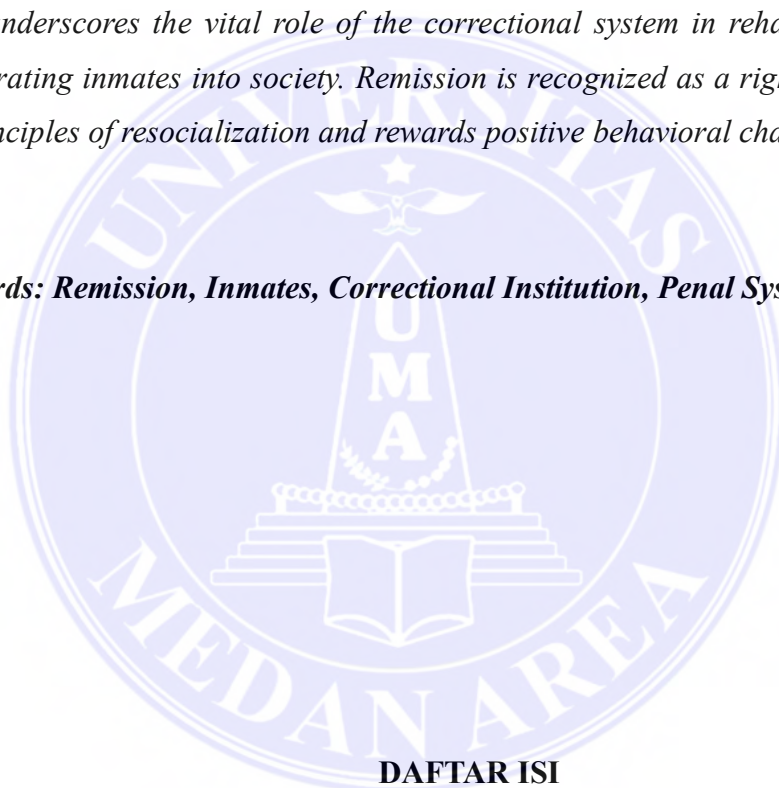 nderscores the vital role of the correctional system in reha
rating inmates into society. Remission is recognized as a rig
nciples of resocialization and rewards positive behavioral cha
rds: Remission, Inmates, Correctional Institution, Penal Sys
UNIVERSITAS
U
M
A
MEDAN AREA
DAFTAR ISI